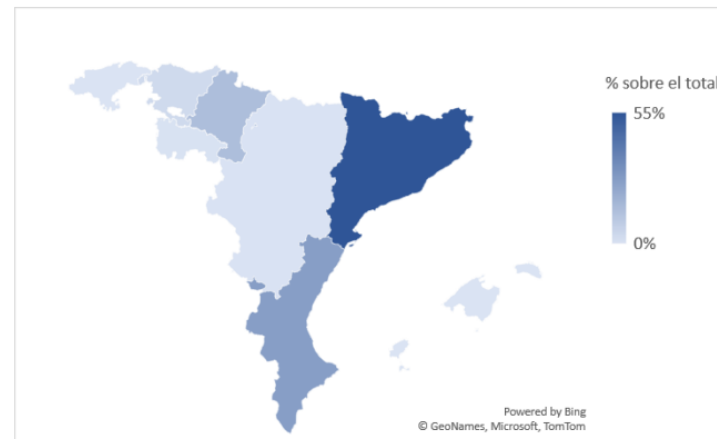 % sobre el total
55%
0%
Powered by Bing
© GeoNames, Microsoft, TomTom